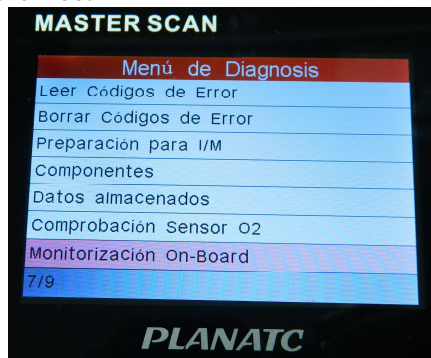 MASTER SCAN
Menú de Diagnosis
Leer Códigos de Error
Borrar Códigos de Error
Preparación para I/M
Componentes
Datos almacenados
Comprobación Sensor O2
Monitorización On-Board
7/9
PLANATC